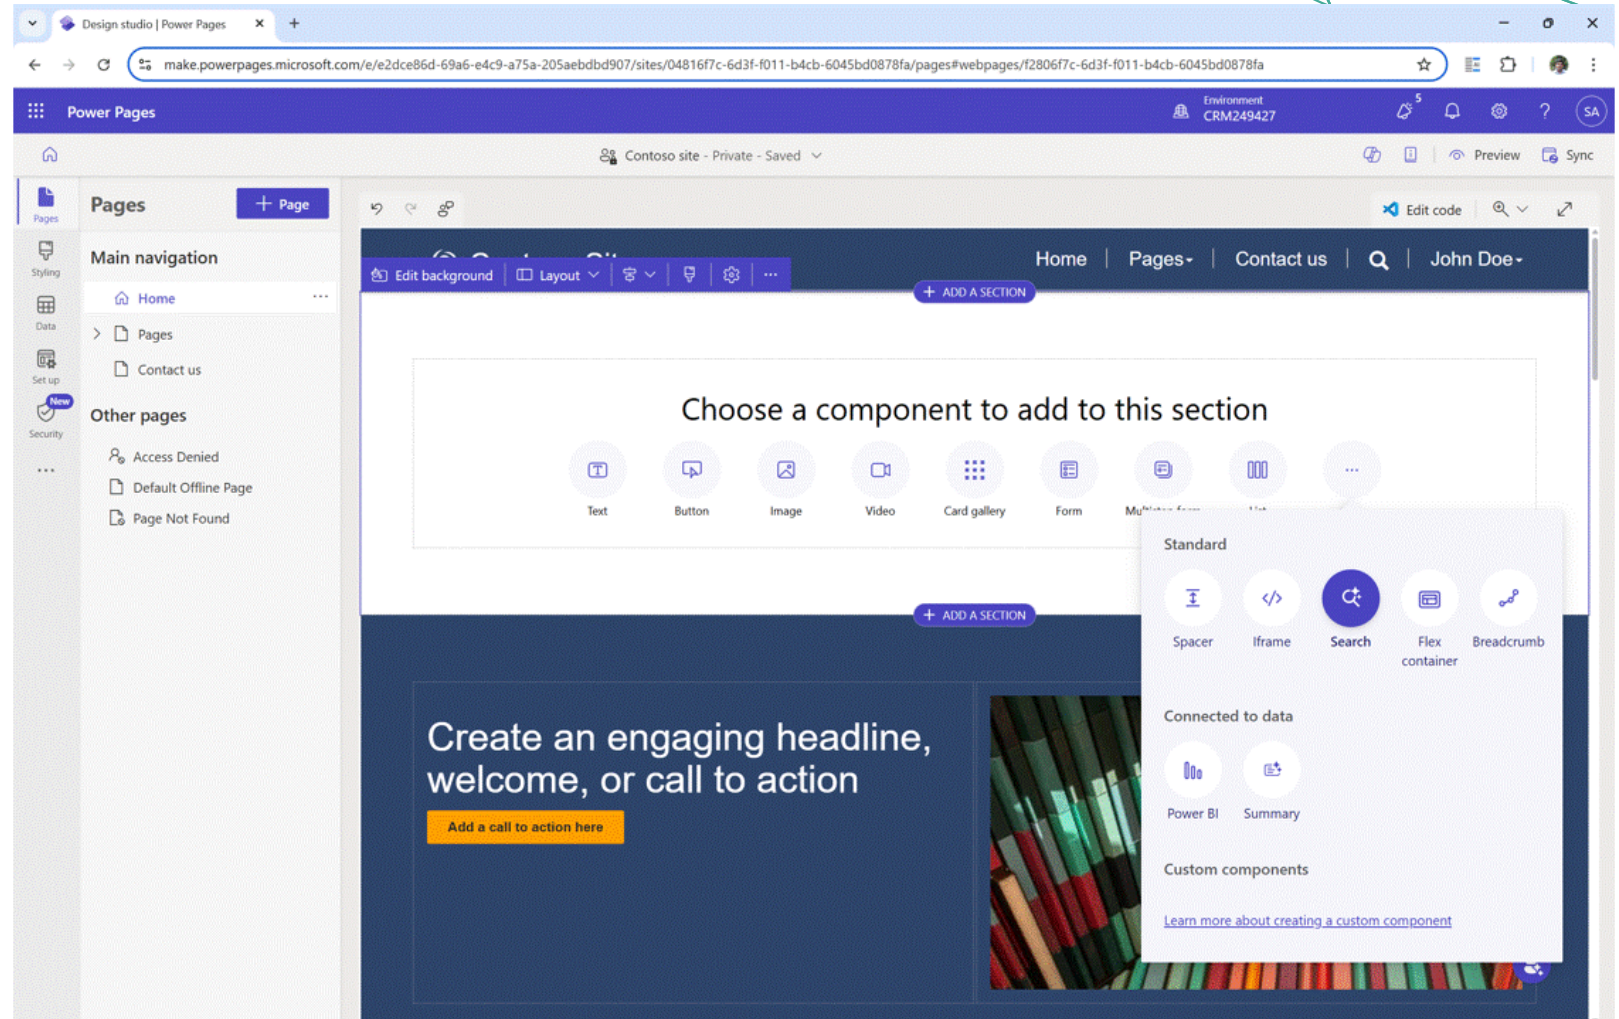 Design studio | Power Pages
make.powerpages.microsoft.com/e/e2dce86d-69a6-e4c9-a75a-205aebdbd907/sites/04816f7c-6d3f-f011-b4cb-6045bd0878fa/pages#webpages/f2806f7c-6d3f-f011-b4cb-6045bd0878fa
Power Pages
Environment
CRM249427
5
?
SA
Contoso site - Private - Saved
Preview
Sync
Pages
Styling
Data
Set up
New
Security
Pages
+ Page
Main navigation
Home
Pages
Contact us
Other pages
Access Denied
Default Offline Page
Page Not Found
Edit code
Home
Pages
Contact us
John Doe
Edit background
Layout
+ ADD A SECTION
Choose a component to add to this section
Text
Button
Image
Video
Card gallery
Form
+ ADD A SECTION
Standard
Spacer
Iframe
Search
Flex
container
Breadcrumb
Connected to data
Power BI
Summary
Custom components
Learn more about creating a custom component
Create an engaging headline,
welcome, or call to action
Add a call to action here